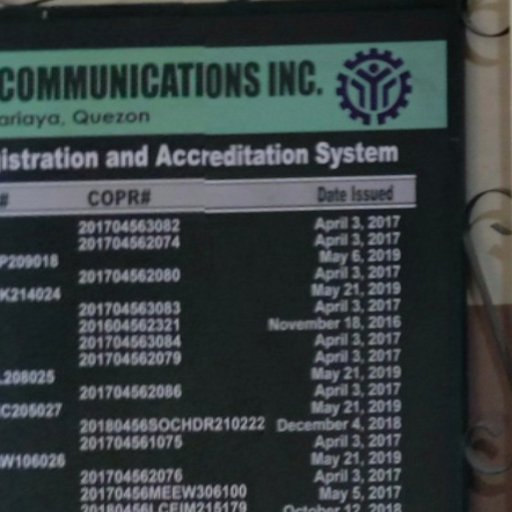 COMMUNICATIONS INC.
ariaya, Quezon
istration and Accreditation System
# COPR# Date Issued
201704563082 April 3, 2017
201704562074 April 3, 2017
P209018 May 6, 2019
201704562080 April 3, 2017
K214024 May 21, 2019
201704563083 April 3, 2017
201604562321 November 18, 2016
201704563084 April 3, 2017
201704562079 April 3, 2017
.208025 May 21, 2019
201704562086 April 3, 2017
C205027 May 21, 2019
20180456SOCHDR210222 December 4, 2018
201704561075 April 3, 2017
W106026 May 21, 2019
201704562076 April 3, 2017
20170456MEEW306100 May 5, 2017
20180456LCEIM215179 October 12, 2018